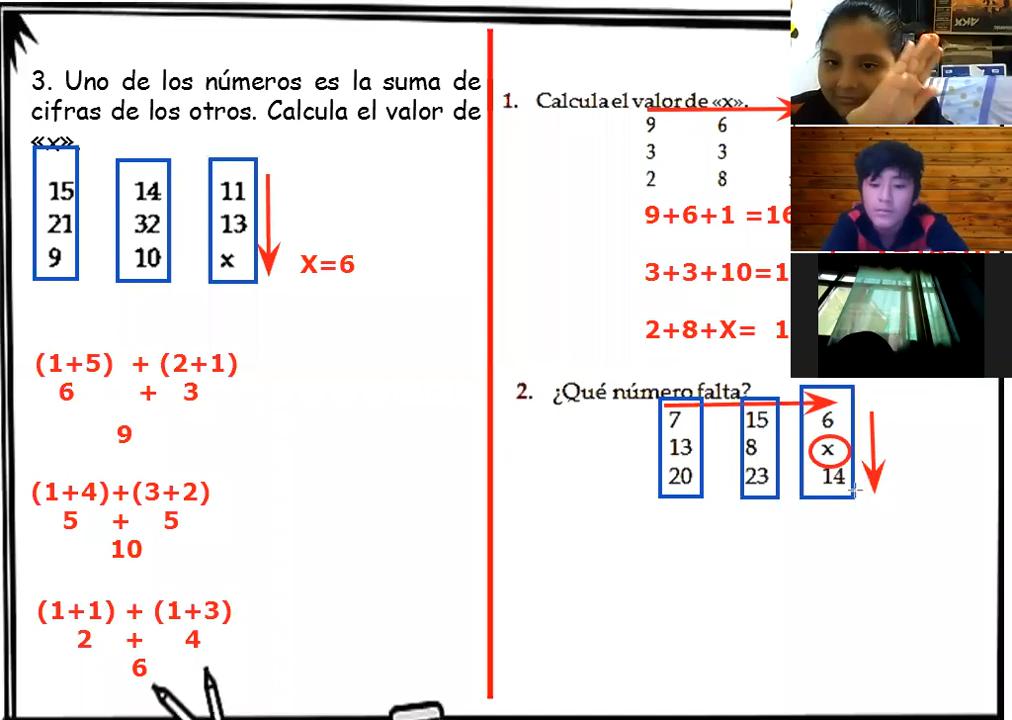 3. Uno de los números es la suma de
cifras de los otros. Calcula el valor de
«x».
15 14 11
21 32 13
9 10 x
X=6
(1+5) + (2+1)
6 + 3
9
(1+4)+(3+2)
5 + 5
10
(1+1) + (1+3)
2 + 4
6
1. Calcula el valor de «x».
9 6
3 3
2 8
9+6+1 =16
3+3+10=1
2+8+X= 1
2. ¿Qué número falta?
7 15 6
13 8 x
20 23 14